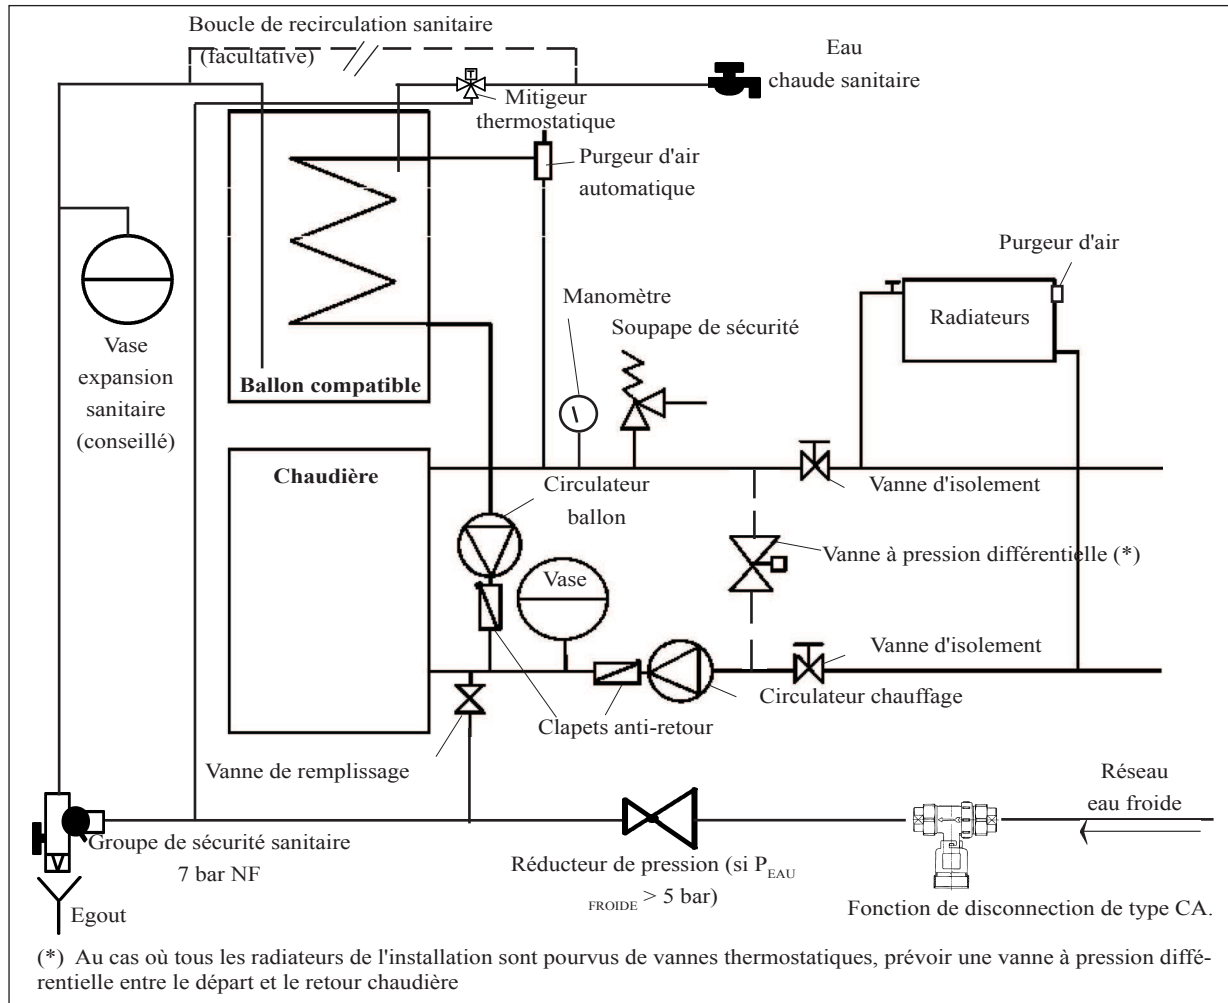 Boucle de recirculation sanitaire
(facultative)
Eau
chaude sanitaire
Mitigeur
thermostatique
Purgeur d'air
automatique
Purgeur d'air
Manomètre
Soupape de sécurité
Radiateurs
Vase
expansion
sanitaire
(conseillé)
Ballon compatible
Chaudière
Circulateur
ballon
Vanne d'isolement
Vanne à pression différentielle (*)
Vase
Vanne d'isolement
Circulateur chauffage
Clapets anti-retour
Vanne de remplissage
Réseau
eau froide
Groupe de sécurité sanitaire
7 bar NF
Réducteur de pression (si P EAU
FROIDE > 5 bar)
Egout
Fonction de disconnection de type CA.
(*) Au cas où tous les radiateurs de l'installation sont pourvus de vannes thermostatiques, prévoir une vanne à pression diffé-
rentielle entre le départ et le retour chaudière